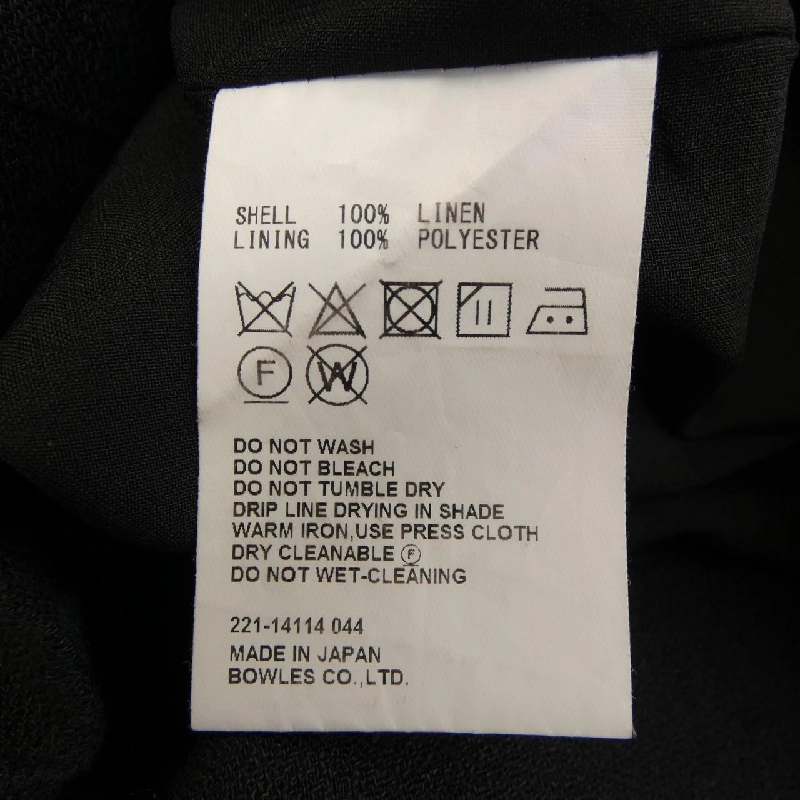 SHELL 100% LINEN
LINING 100% POLYESTER
F W
DO NOT WASH
DO NOT BLEACH
DO NOT TUMBLE DRY
DRIP LINE DRYING IN SHADE
WARM IRON,USE PRESS CLOTH
DRY CLEANABLE Ⓕ
DO NOT WET-CLEANING
221-14114 044
MADE IN JAPAN
BOWLES CO.,LTD.